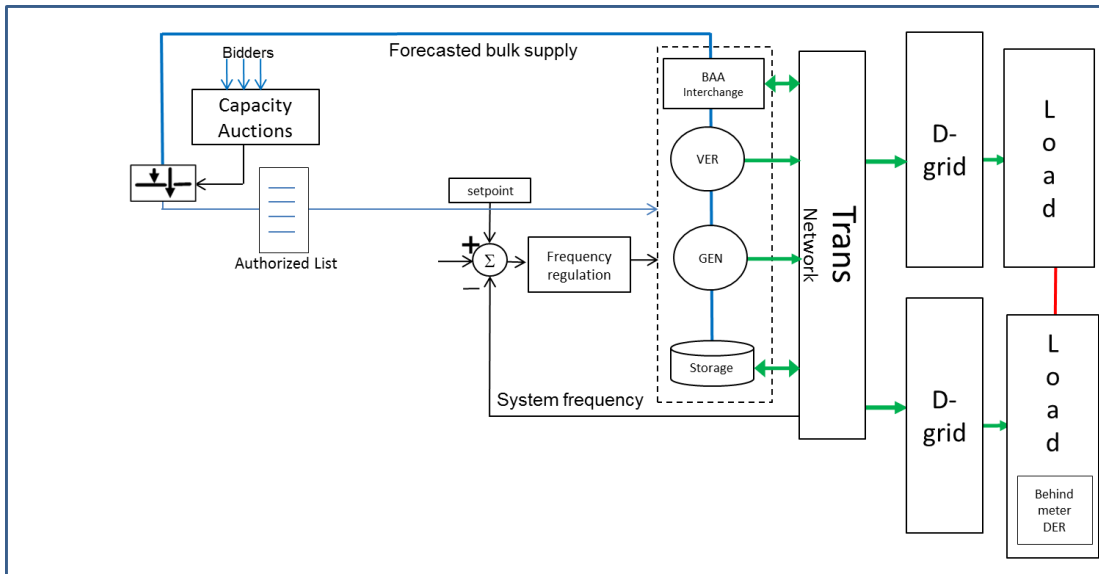 Forecasted bulk supply
Bidders
Capacity
Auctions
Authorized List
setpoint
+
Σ
−
Frequency
regulation
System frequency
BAA
Interchange
VER
GEN
Storage
Trans
Network
D-
grid
L
o
a
d
D-
grid
L
o
a
d
Behind
meter
DER